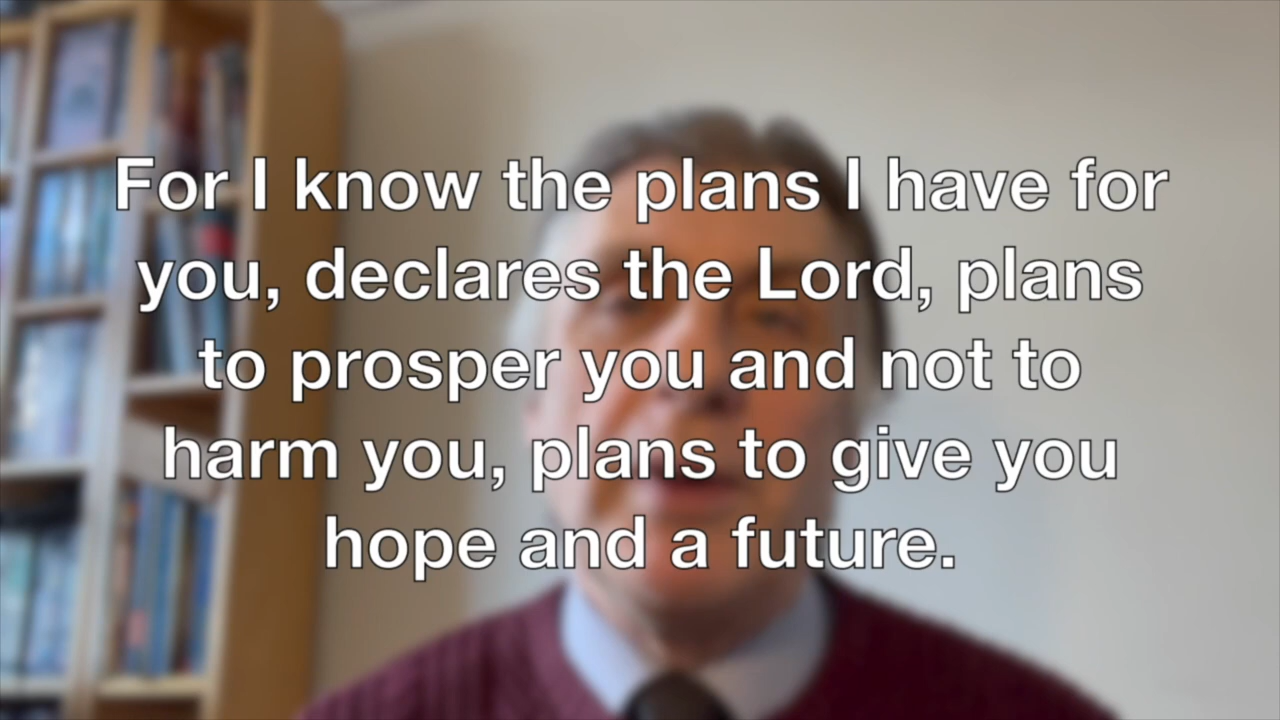 For I know the plans I have for
you, declares the Lord, plans
to prosper you and not to
harm you, plans to give you
hope and a future.